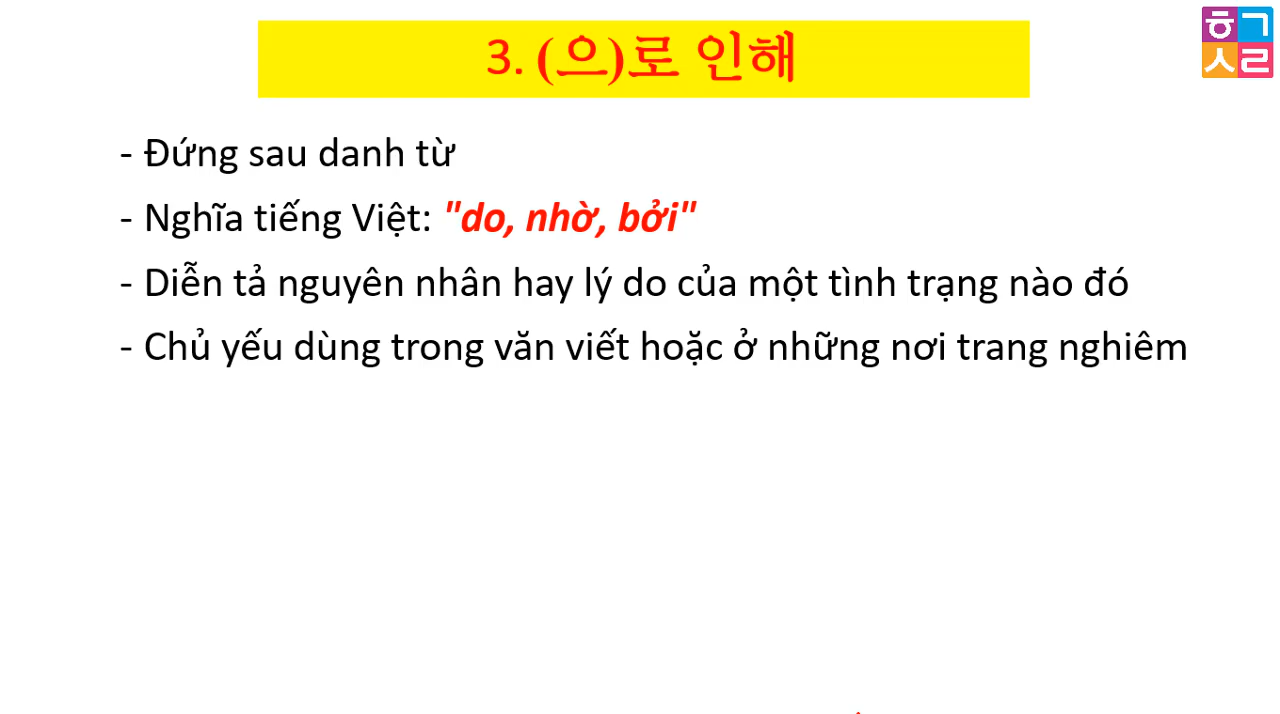 3. (으)로 인해
ㅎㄱ
ㅅㄹ
- Đứng sau danh từ
- Nghĩa tiếng Việt: "do, nhờ, bởi"
- Diễn tả nguyên nhân hay lý do của một tình trạng nào đó
- Chủ yếu dùng trong văn viết hoặc ở những nơi trang nghiêm